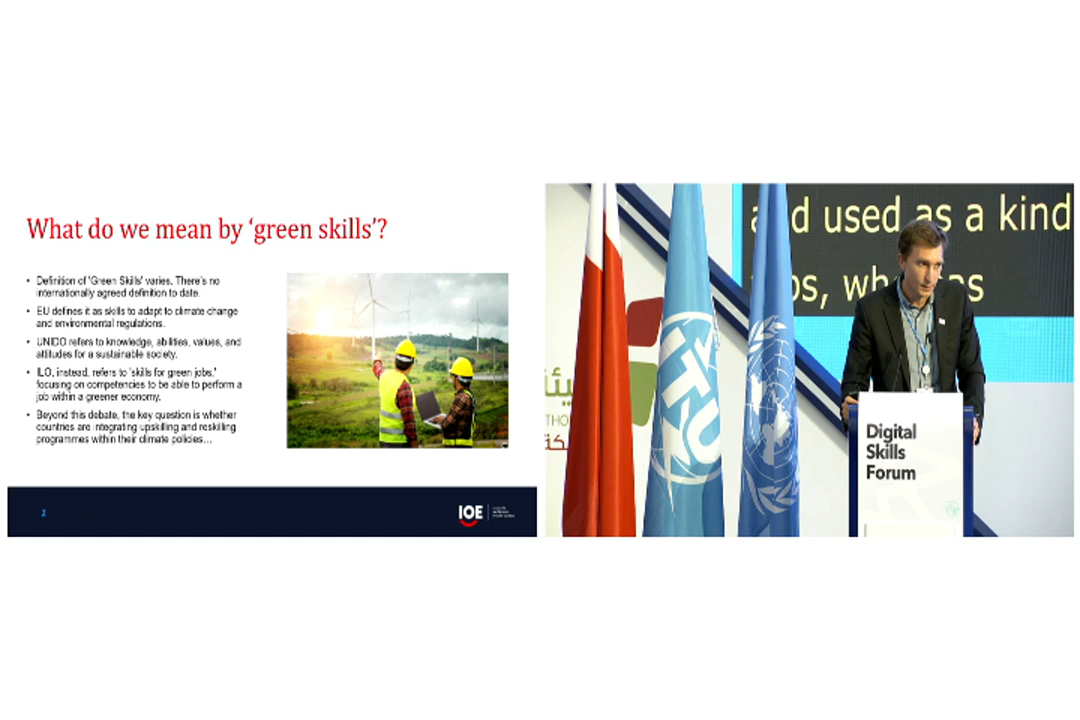 What do we mean by 'green skills'?
• Definition of 'Green Skills' varies. There's no
internationally agreed definition to date.
• EU defines it as skills to adapt to climate change
and environmental regulations.
• UNIDO refers to knowledge, abilities, values, and
attitudes for a sustainable society.
• ILO, instead, refers to 'skills for green jobs,'
focusing on competencies to be able to perform a
job within a greener economy.
• Beyond this debate, the key question is whether
countries are integrating upskilling and reskilling
programmes within their climate policies…
2
IOE
and used as a kind
ITU
Digital
Skills
Forum